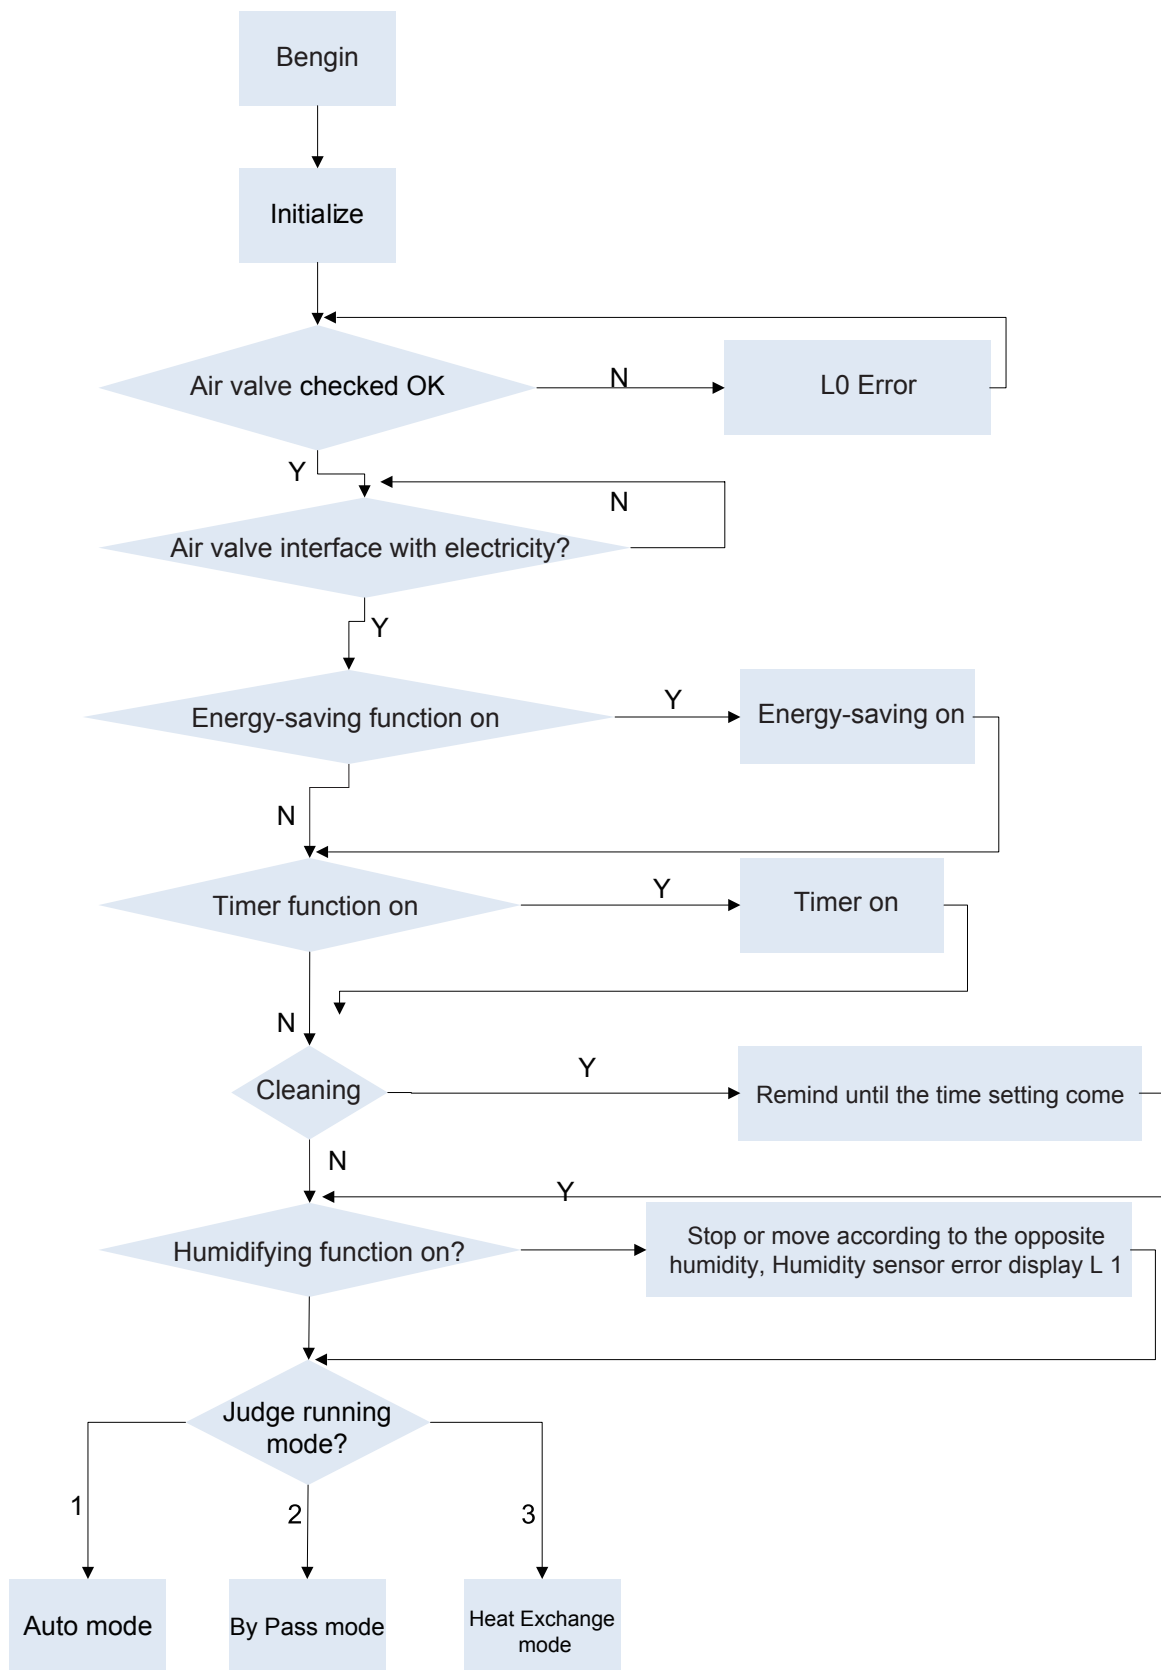 Bengin
Initialize
Air valve checked OK
N
L0 Error
Y
N
Air valve interface with electricity?
Y
Energy-saving function on
Y
Energy-saving on
N
Timer function on
Y
Timer on
N
Cleaning
Y
Remind until the time setting come
N
Y
Humidifying function on?
Stop or move according to the opposite
humidity, Humidity sensor error display L 1
Judge running
mode?
1
2
3
Auto mode
By Pass mode
Heat Exchange
mode